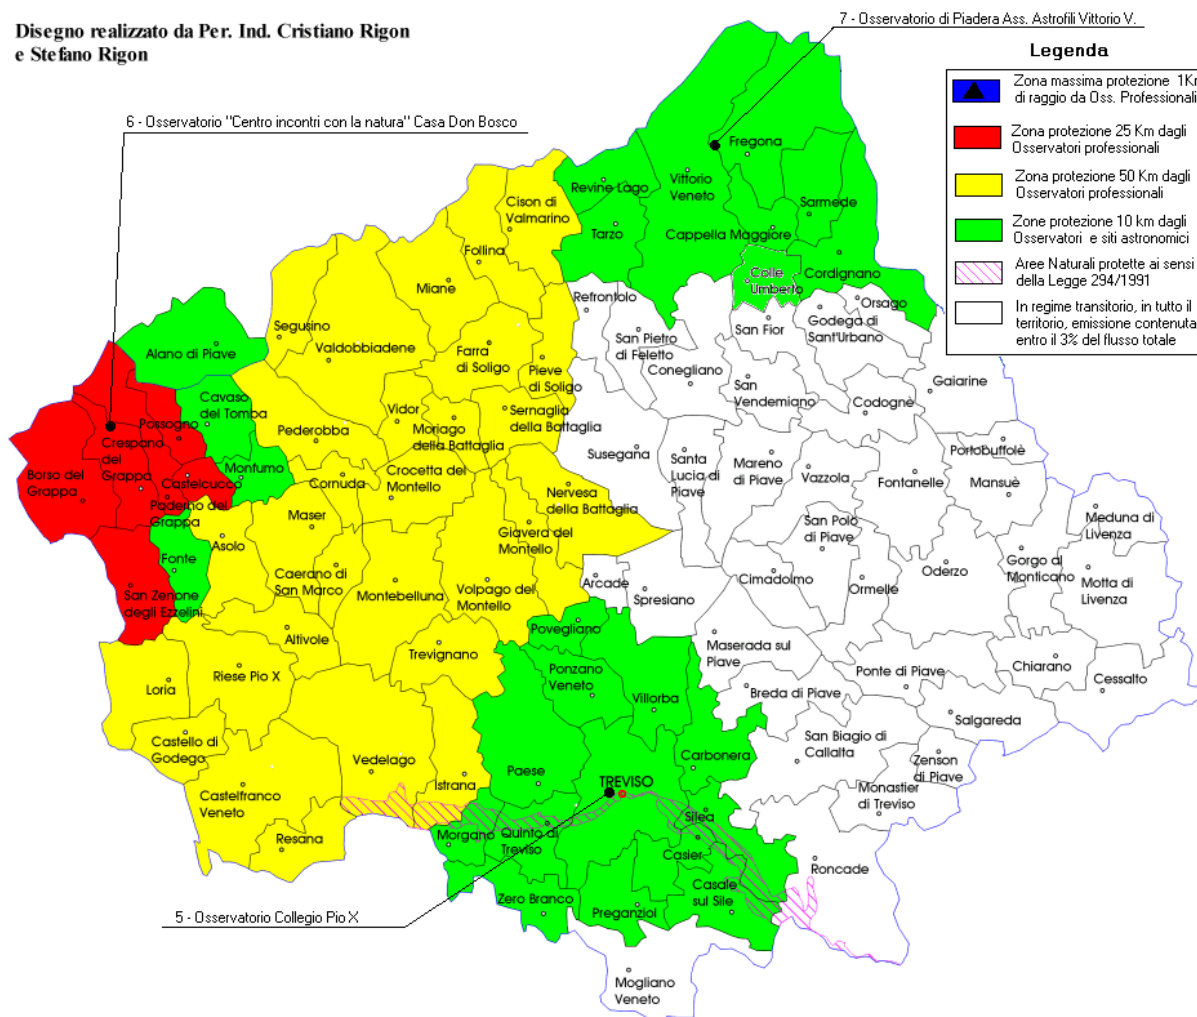 Disegno realizzato da Per. Ind. Cristiano Rigon
e Stefano Rigon
7 - Osservatorio di Piadera Ass. Astrofili Vittorio V.
6 - Osservatorio "Centro incontri con la natura" Casa Don Bosco
5 - Osservatorio Collegio Pio X
Legenda
Zona massima protezione 1Km
di raggio da Oss. Professionali
Zona protezione 25 Km dagli
Osservatori professionali
Zona protezione 50 Km dagli
Osservatori professionali
Zone protezione 10 km dagli
Osservatori e siti astronomici
Aree Naturali protette ai sensi
della Legge 294/1991
In regime transitorio, in tutto il
territorio, emissione contenuta
entro il 3% del flusso totale
Fregona
Vittorio
Veneto
Revine Lago
Sarmede
Cison di
Valmarino
Tarzo
Cappella Maggiore
Follina
Cordignano
Colle
Umberto
Miane
Refrontolo
Orsago
Segusino
San Pietro
di Feletto
San Fior
Godega di
Sant'Urbano
Alano di Piave
Valdobbiadene
Farra
di Soligo
Pieve
di Soligo
Conegliano
San
Vendemiano
Gaiarine
Cavaso
del Tomba
Codognè
Possogno
Vidor
Sernaglia
della Battaglia
Pederobba
Moriago
della Battaglia
Crespano
del
Grappa
Portobuffolè
Borso del
Grappa
Monfumo
Castelcucco
Cornuda
Crocetta del
Montello
Susegana
Santa
Lucia di
Piave
Mareno
di Piave
Vazzola
Fontanelle
Mansuè
Paderno del
Grappa
Maser
Nervesa
della Battaglia
San Polo
di Piave
Meduna di
Livenza
Asolo
Giavera del
Montello
Fonte
Caerano di
San Marco
Montebelluna
Volpago del
Montello
Arcade
Spresiano
Cimadolmo
Ormelle
Oderzo
Gorgo al
Monticano
Motta di
Livenza
San Zenone
degli Ezzelini
Altivole
Povegliano
Trevignano
Maserada sul
Piave
Riese Pio X
Loria
Ponzano
Veneto
Villorba
Breda di Piave
Ponte di Piave
Chiarano
Cessalto
Castello di
Godego
Salgareda
San Biagio di
Callalta
Vedelago
Istrana
Paese
Carbonera
Zenson
di Piave
TREVISO
Castelfranco
Veneto
Monastier
di Treviso
Silea
Resana
Morgano
Quinto di
Treviso
Casier
Roncade
Zero Branco
Preganziol
Casale
sul Sile
Mogliano
Veneto